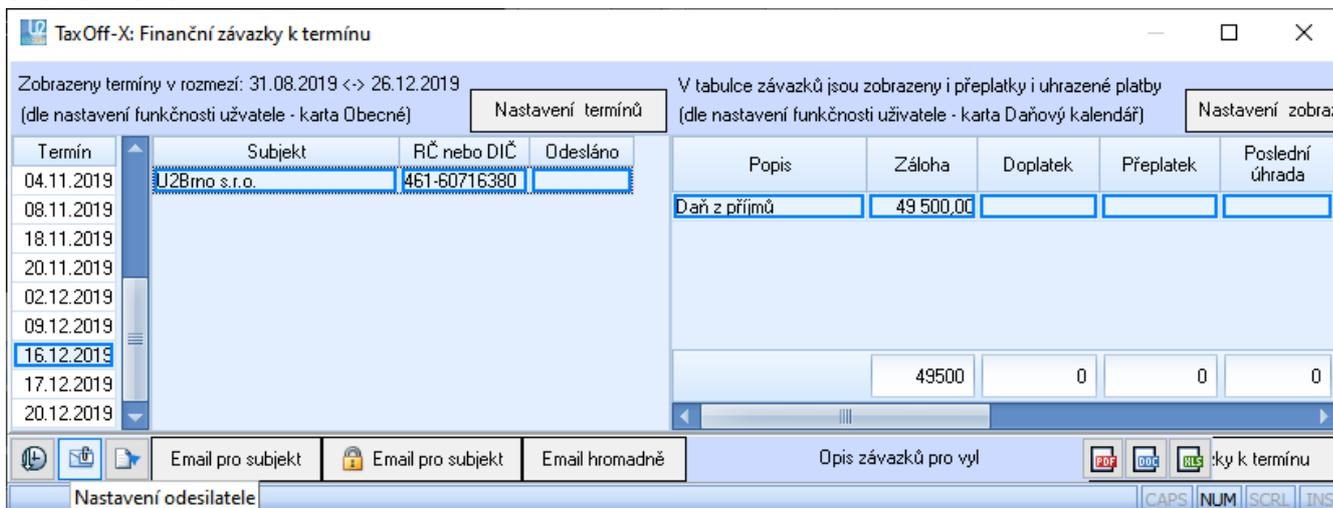 TaxOff-X: Finanční závazky k termínu
Zobrazeny termíny v rozmezí: 31.08.2019 <-> 26.12.2019
(dle nastavení funkčnosti užvatele - karta Obecné)
Nastavení termínů
V tabulce závazků jsou zobrazeny i přeplatky i uhrazené platby
(dle nastavení funkčnosti uživatele - karta Daňový kalendář)
Nastavení zobraz
Termín
04.11.2019
08.11.2019
18.11.2019
20.11.2019
02.12.2019
09.12.2019
16.12.2019
17.12.2019
20.12.2019
Subjekt RČ nebo DIČ Odesláno
U2Brno s.r.o. 461-60716380
Popis Záloha Doplatek Přeplatek Poslední úhrada
Daň z příjmů 49 500,00
49500 0 0 0
Email pro subjekt Email pro subjekt Email hromadně Opis závazků pro vyl PDF DOC XLS ky k termínu
Nastavení odesilatele
CAPS NUM SCRL INS